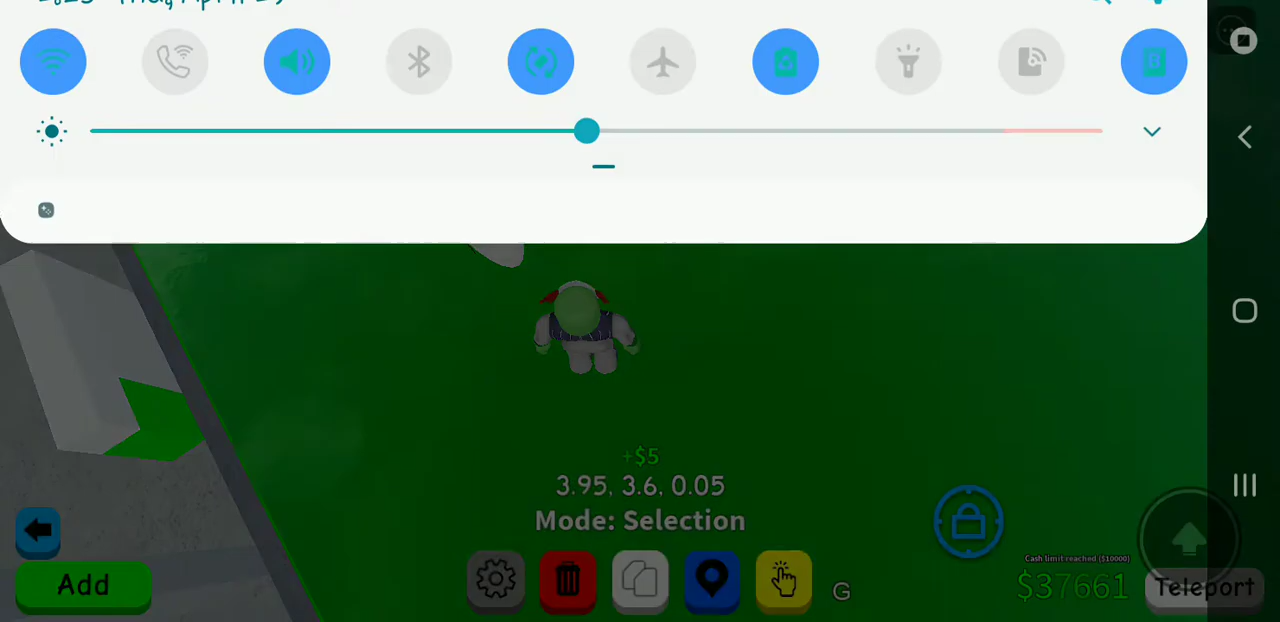 +$5
3.95, 3.6, 0.05
Mode: Selection
Add
G
Cash limit reached ($10000)
$37661
Teleport